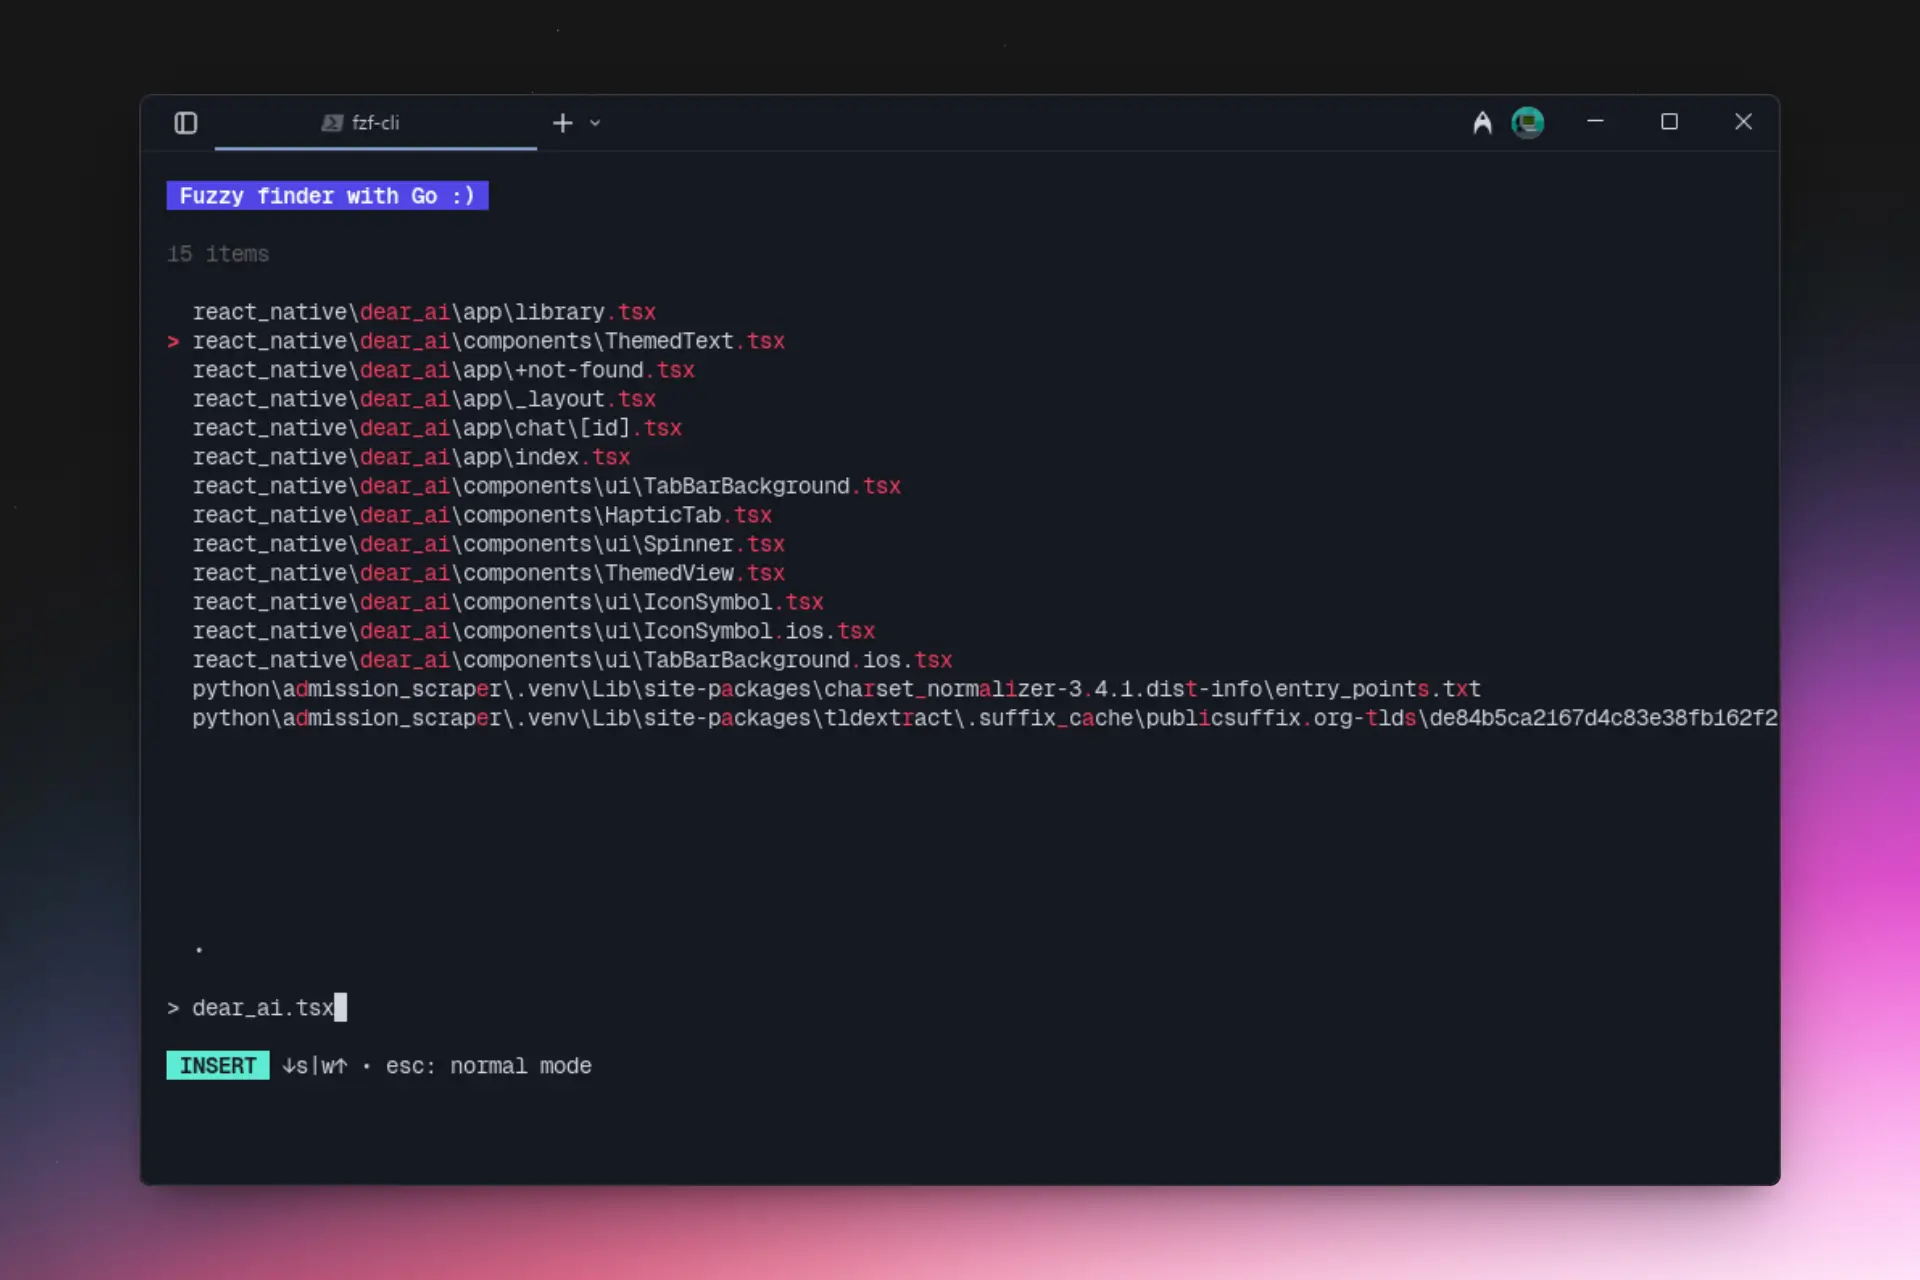 fzf-cli
Fuzzy finder with Go :)
15 items
react_native\dear_ai\app\library.tsx
> react_native\dear_ai\components\ThemedText.tsx
react_native\dear_ai\app\+not-found.tsx
react_native\dear_ai\app\_layout.tsx
react_native\dear_ai\app\chat\[id].tsx
react_native\dear_ai\app\index.tsx
react_native\dear_ai\components\ui\TabBarBackground.tsx
react_native\dear_ai\components\HapticTab.tsx
react_native\dear_ai\components\ui\Spinner.tsx
react_native\dear_ai\components\ThemedView.tsx
react_native\dear_ai\components\ui\IconSymbol.tsx
react_native\dear_ai\components\ui\IconSymbol.ios.tsx
react_native\dear_ai\components\ui\TabBarBackground.ios.tsx
python\admission_scraper\.venv\Lib\site-packages\charset_normalizer-3.4.1.dist-info\entry_points.txt
python\admission_scraper\.venv\Lib\site-packages\tldextract\.suffix_cache\publicsuffix.org-tlds\de84b5ca2167d4c83e38fb162f2
.
> dear_ai.tsx
INSERT ↓s|w↑ • esc: normal mode